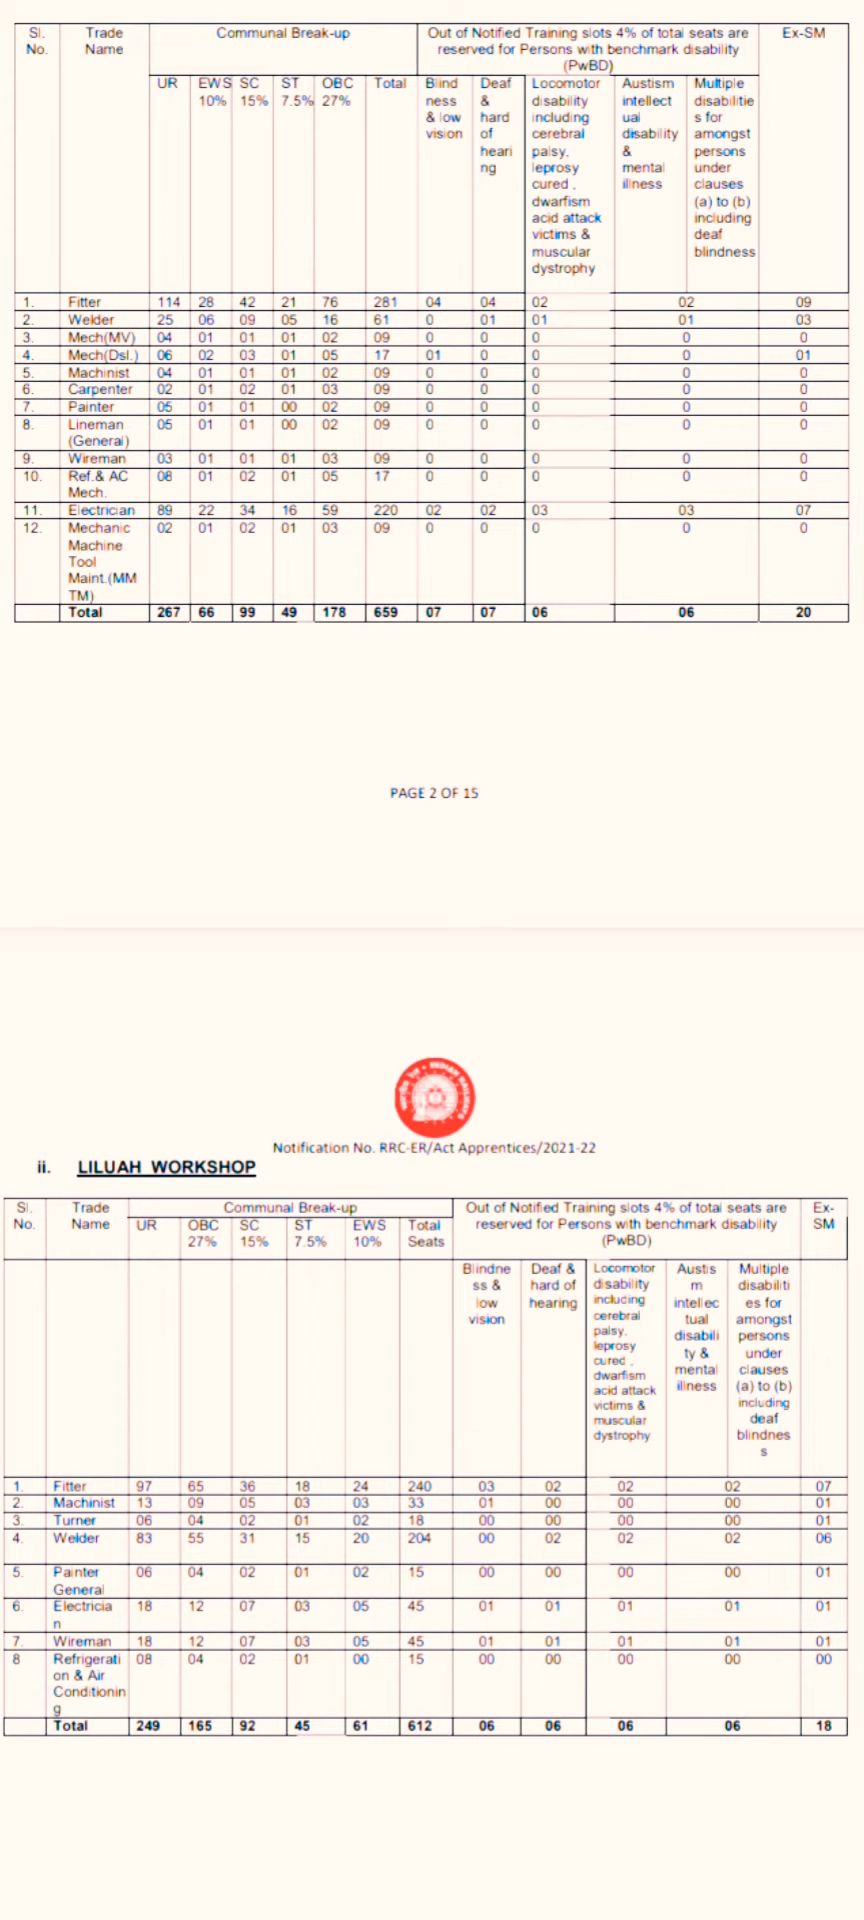 Sl. No. Trade Name Communal Break-up Out of Notified Training slots 4% of total seats are reserved for Persons with benchmark disability (PwBD) Ex-SM
UR EWS 10% SC 15% ST 7.5% OBC 27% Total Blind ness & low vision Deaf & hard of heari ng Locomotor disability including cerebral palsy, leprosy cured , dwarfism acid attack victims & muscular dystrophy Austism intellect ual disability & mental illness Multiple disabilitie s for amongst persons under clauses (a) to (b) including deaf blindness
1. Fitter 114 28 42 21 76 281 04 04 02 02 09
2. Welder 25 06 09 05 16 61 0 01 01 01 03
3. Mech(MV) 04 01 01 01 02 09 0 0 0 0 0
4. Mech(Dsl.) 06 02 03 01 05 17 01 0 0 0 01
5. Machinist 04 01 01 01 02 09 0 0 0 0 0
6. Carpenter 02 01 02 01 03 09 0 0 0 0 0
7. Painter 05 01 01 00 02 09 0 0 0 0 0
8. Lineman (General) 05 01 01 00 02 09 0 0 0 0 0
9. Wireman 03 01 01 01 03 09 0 0 0 0 0
10. Ref.& AC Mech. 08 01 02 01 05 17 0 0 0 0 0
11. Electrician 89 22 34 16 59 220 02 02 03 03 07
12. Mechanic Machine Tool Maint.(MM TM) 02 01 02 01 03 09 0 0 0 0 0
Total 267 66 99 49 178 659 07 07 06 06 20
PAGE 2 OF 15
Notification No. RRC-ER/Act Apprentices/2021-22
ii. LILUAH WORKSHOP
Sl. No. Trade Name Communal Break-up Out of Notified Training slots 4% of total seats are reserved for Persons with benchmark disability (PwBD) Ex- SM
UR OBC 27% SC 15% ST 7.5% EWS 10% Total Seats
Blindne ss & low vision Deaf & hard of hearing Locomotor disability including cerebral palsy, leprosy cured , dwarfism acid attack victims & muscular dystrophy Austis m intellec tual disabili ty & mental illness Multiple disabiliti es for amongst persons under clauses (a) to (b) including deaf blindnes s
1. Fitter 97 65 36 18 24 240 03 02 02 02 07
2. Machinist 13 09 05 03 03 33 01 00 00 00 01
3. Turner 06 04 02 01 02 18 00 00 00 00 01
4. Welder 83 55 31 15 20 204 00 02 02 02 06
5. Painter General 06 04 02 01 02 15 00 00 00 00 01
6. Electricia n 18 12 07 03 05 45 01 01 01 01 01
7. Wireman 18 12 07 03 05 45 01 01 01 01 01
8 Refrigerati on & Air Conditionin g 08 04 02 01 00 15 00 00 00 00 00
Total 249 165 92 45 61 612 06 06 06 06 18